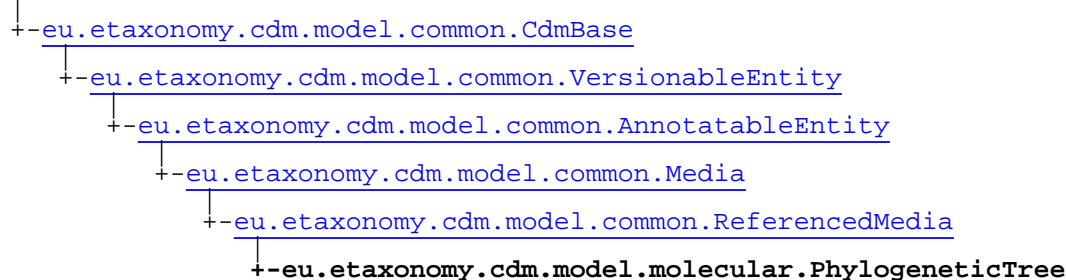 +-eu.etaxonomy.cdm.model.common.CdmBase
+-eu.etaxonomy.cdm.model.common.VersionableEntity
+-eu.etaxonomy.cdm.model.common.AnnotatableEntity
+-eu.etaxonomy.cdm.model.common.Media
+-eu.etaxonomy.cdm.model.common.ReferencedMedia
+-eu.etaxonomy.cdm.model.molecular.PhylogeneticTree